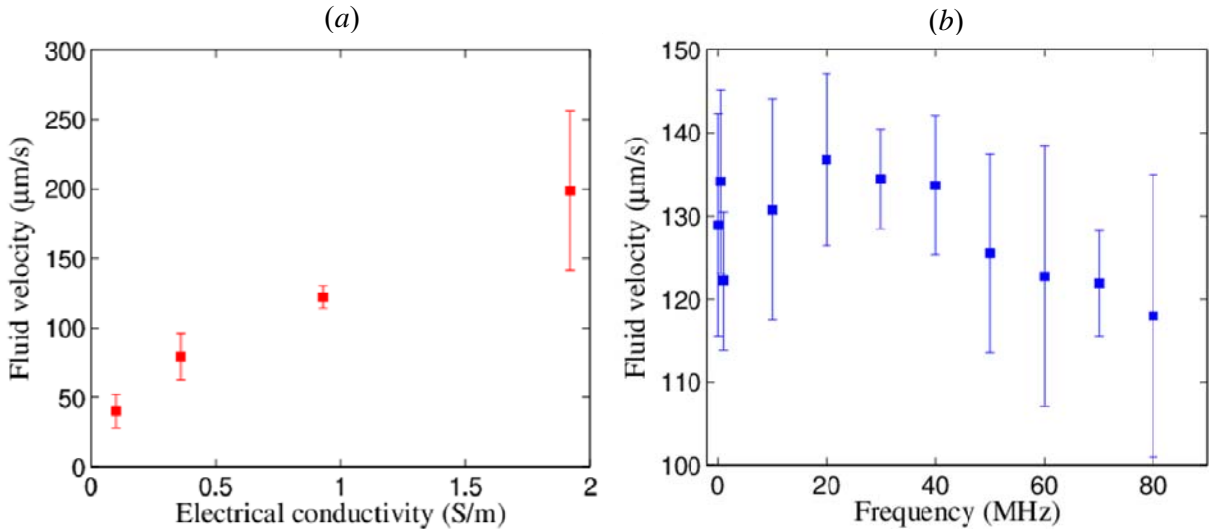 (a)
300
250
200
150
100
50
0
Fluid velocity (µm/s)
0 0.5 1 1.5 2
Electrical conductivity (S/m)
(b)
150
140
130
120
110
100
Fluid velocity (µm/s)
0 20 40 60 80
Frequency (MHz)